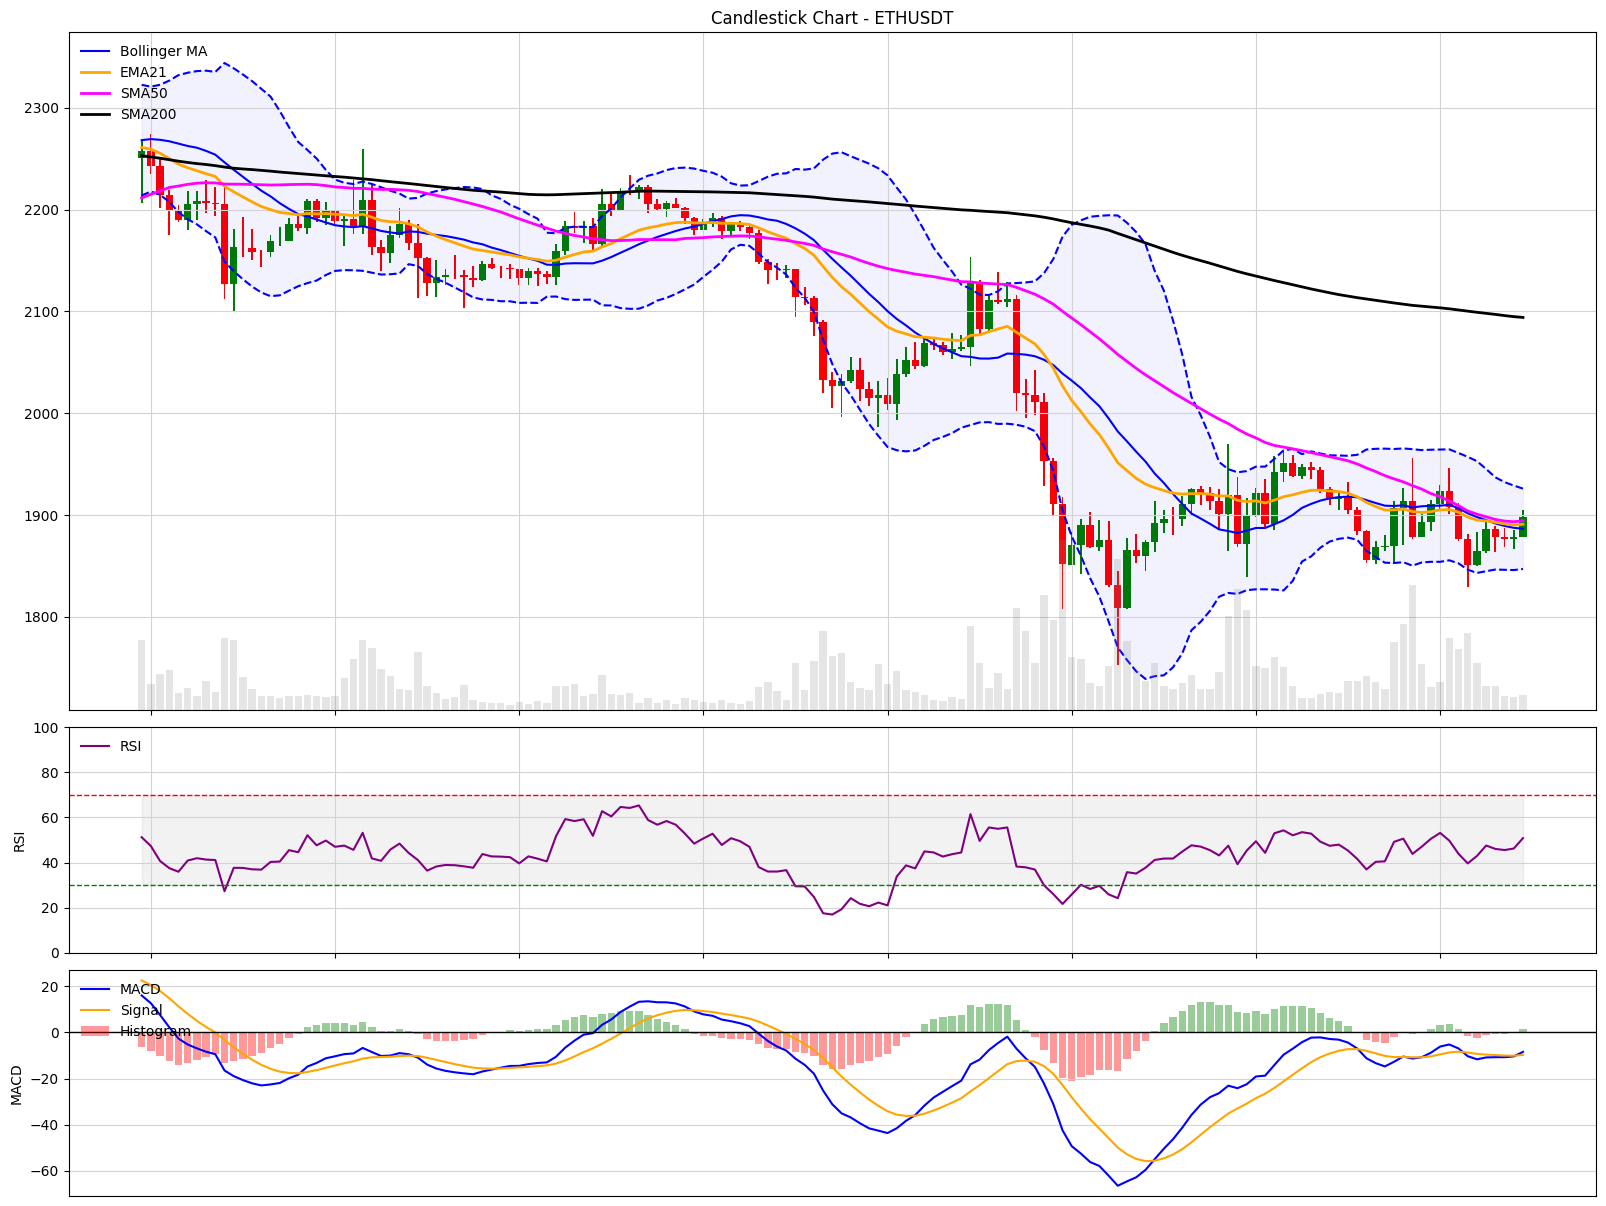 Candlestick Chart - ETHUSDT
Bollinger MA
EMA21
SMA50
SMA200
2300
2200
2100
2000
1900
1800
RSI
100
80
60
40
20
0
RSI
MACD
Signal
Histogram
20
0
−20
−40
−60
MACD